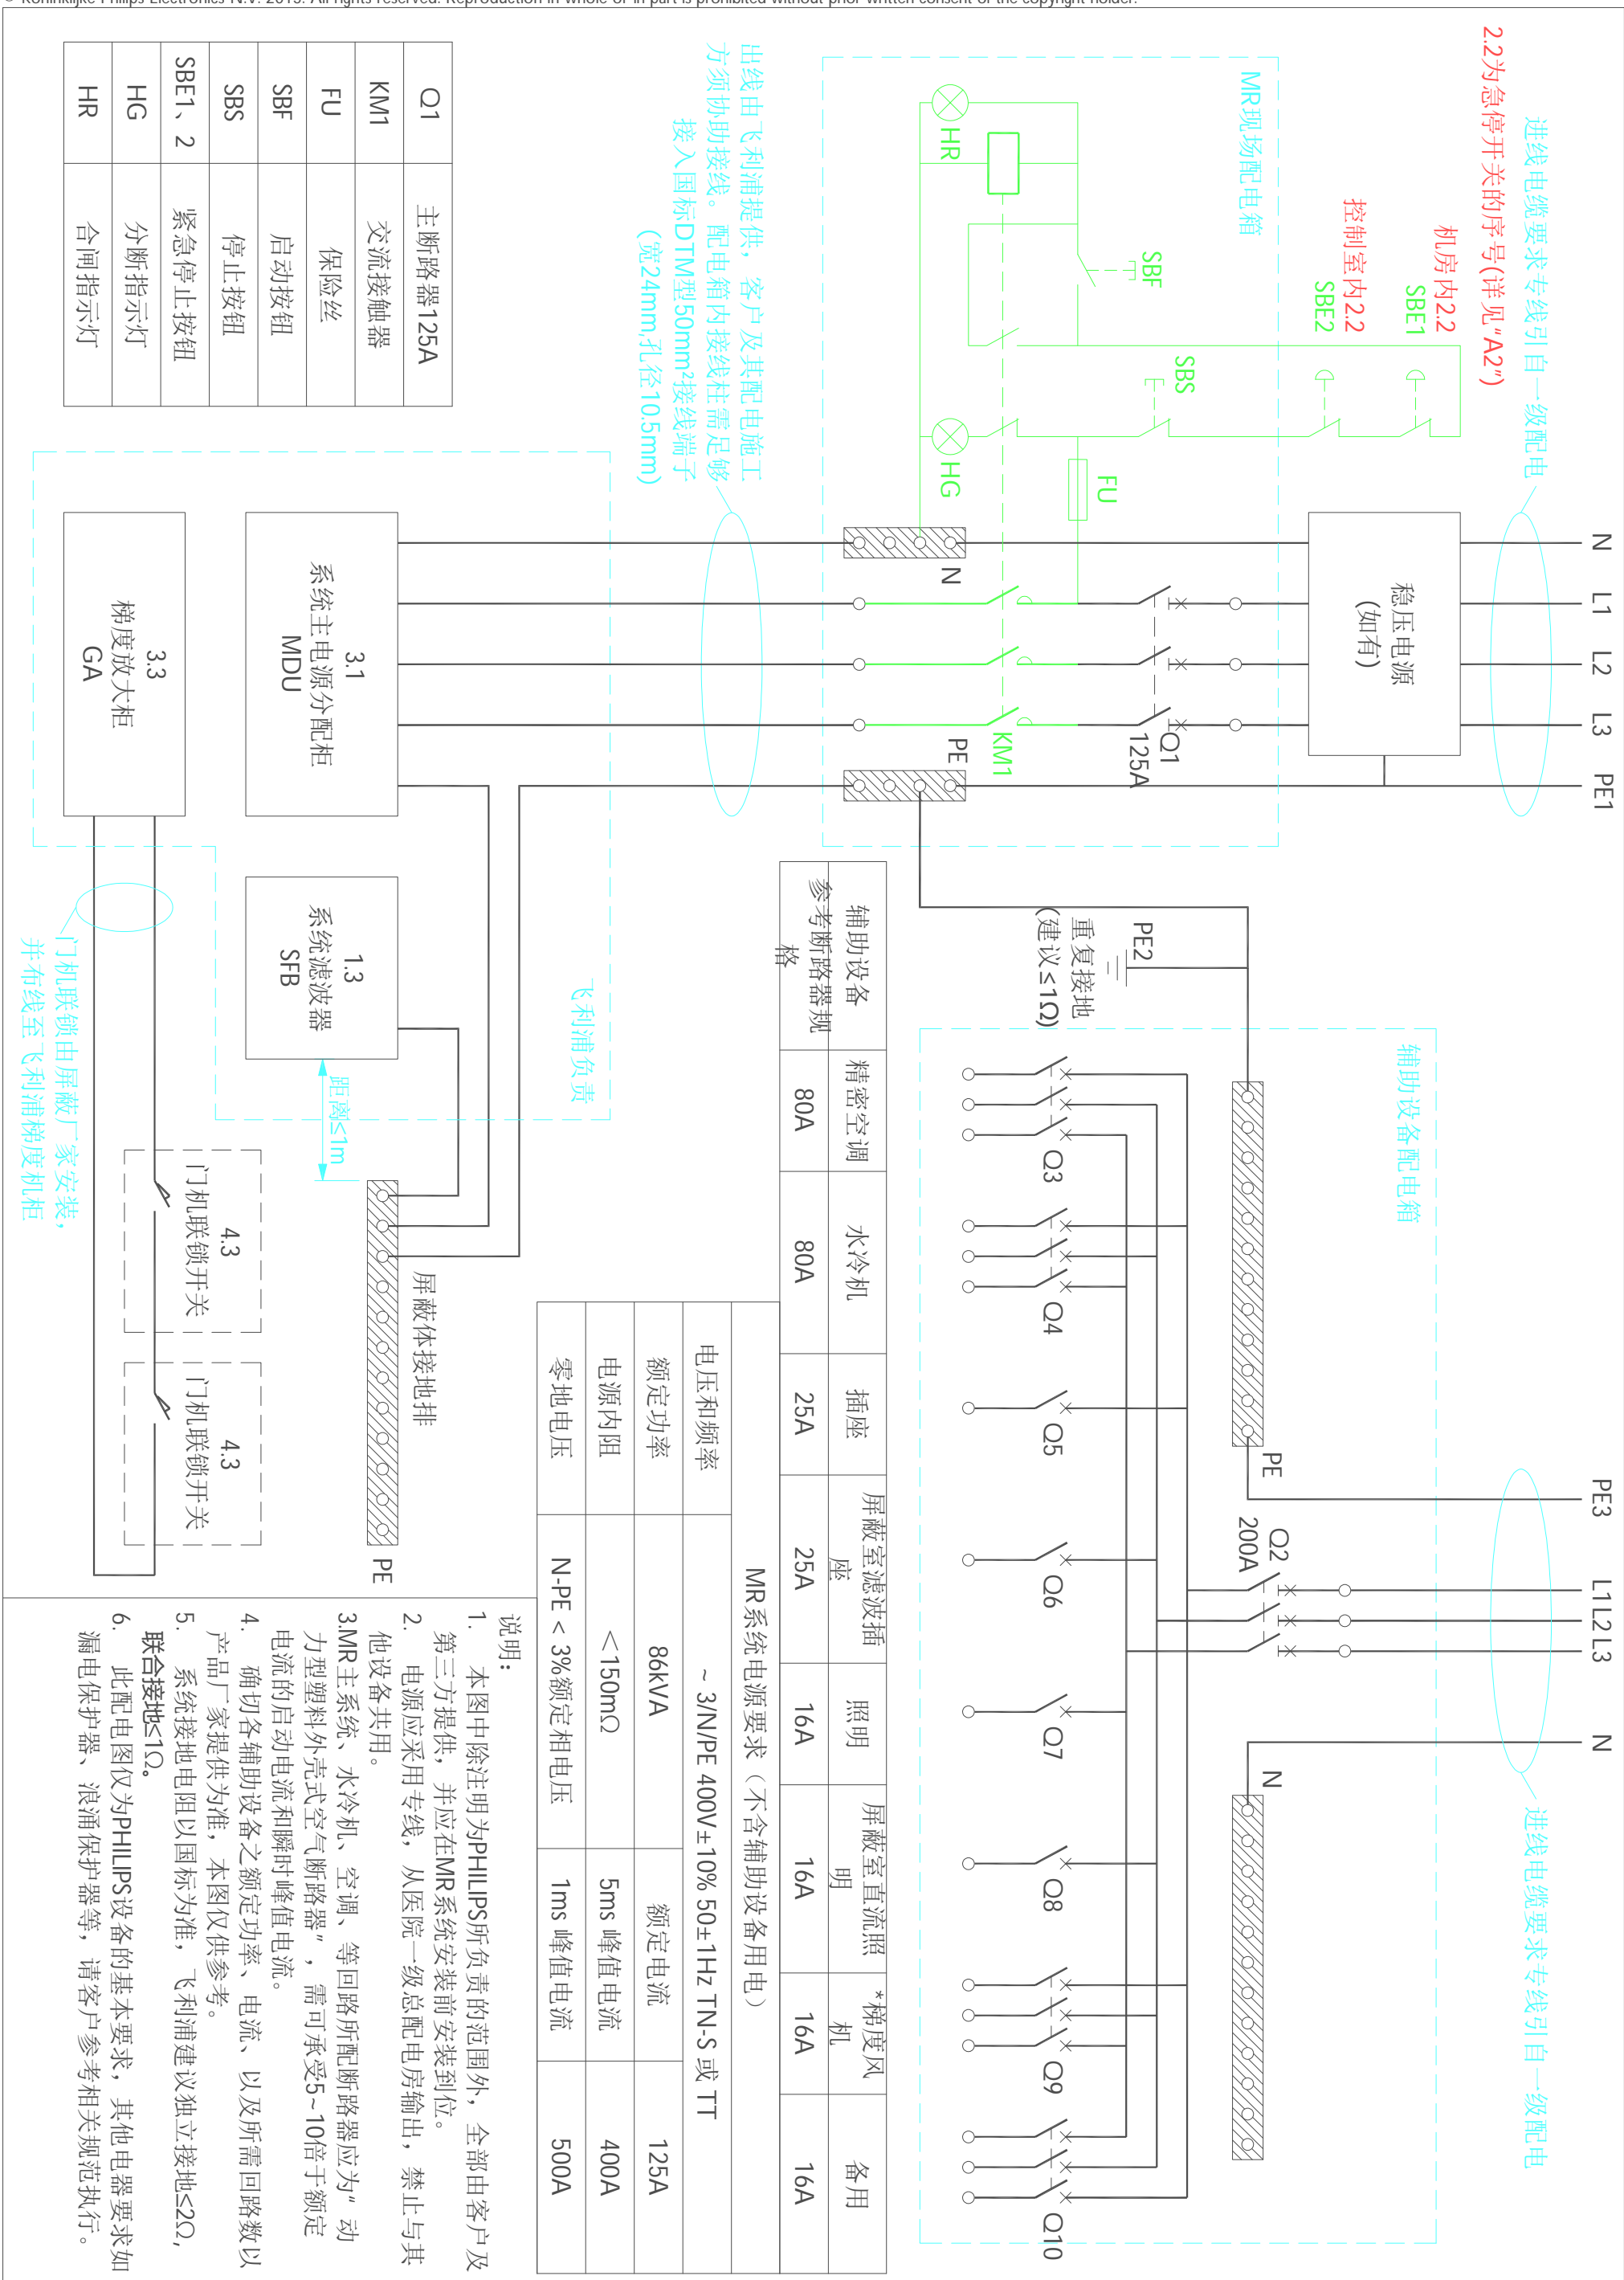 © Koninklijke Philips Electronics N.V. 2015. All rights reserved. Reproduction in whole or in part is prohibited without prior written consent of the copyright holder.
进线电缆要求专线引自一级配电
2.2为急停开关的序号(详见"A2")
机房内2.2
SBE1
控制室内2.2
SBE2
MR现场配电箱
SBF
SBS
HR
HG
FU
N
L1
L2
L3
PE1
稳压电源
(如有)
Q1
125A
KM1
N
PE
出线由飞利浦提供，客户及其配电施工
方须协助接线。配电箱内接线柱需足够
接入国标DTM型50mm²接线端子
(宽24mm,孔径10.5mm)
Q1 主断路器125A
KM1 交流接触器
FU 保险丝
SBF 启动按钮
SBS 停止按钮
SBE1、2 紧急停止按钮
HG 分断指示灯
HR 合闸指示灯
3.1
系统主电源分配柜
MDU
3.3
梯度放大柜
GA
1.3
系统滤波器
SFB
飞利浦负责
距离≤1m
门机联锁由屏蔽厂家安装，
并布线至飞利浦梯度机柜
4.3
门机联锁开关
4.3
门机联锁开关
屏蔽体接地排
PE
PE2
重复接地
(建议≤1Ω)
辅助设备配电箱
进线电缆要求专线引自一级配电
PE3
L1
L2
L3
N
Q2
200A
PE
N
Q3
Q4
Q5
Q6
Q7
Q8
Q9
Q10
辅助设备 精密空调 水冷机 插座 屏蔽室滤波插座 照明 屏蔽室直流照明 *梯度风机 备用
参考断路器规格 80A 80A 25A 25A 16A 16A 16A 16A
MR系统电源要求（不含辅助设备用电）
电压和频率 ~ 3/N/PE 400V±10% 50±1Hz TN-S 或 TT
额定功率 86kVA 额定电流 125A
电源内阻 ＜150mΩ 5ms 峰值电流 400A
零地电压 N-PE < 3%额定相电压 1ms 峰值电流 500A
说明:
1. 本图中除注明为PHILIPS所负责的范围外，全部由客户及
第三方提供，并应在MR系统安装前安装到位。
2. 电源应采用专线，从医院一级总配电房输出，禁止与其
他设备共用。
3.MR主系统、水冷机、空调、等回路所配断路器应为"动
力型塑料外壳式空气断路器"，需可承受5~10倍于额定
电流的启动电流和瞬时峰值电流。
4. 确切各辅助设备之额定功率、电流、以及所需回路数以
产品厂家提供为准，本图仅供参考。
5. 系统接地电阻以国标为准，飞利浦建议独立接地≤2Ω，
联合接地≤1Ω。
6. 此配电图仅为PHILIPS设备的基本要求，其他电器要求如
漏电保护器、浪涌保护器等，请客户参考相关规范执行。